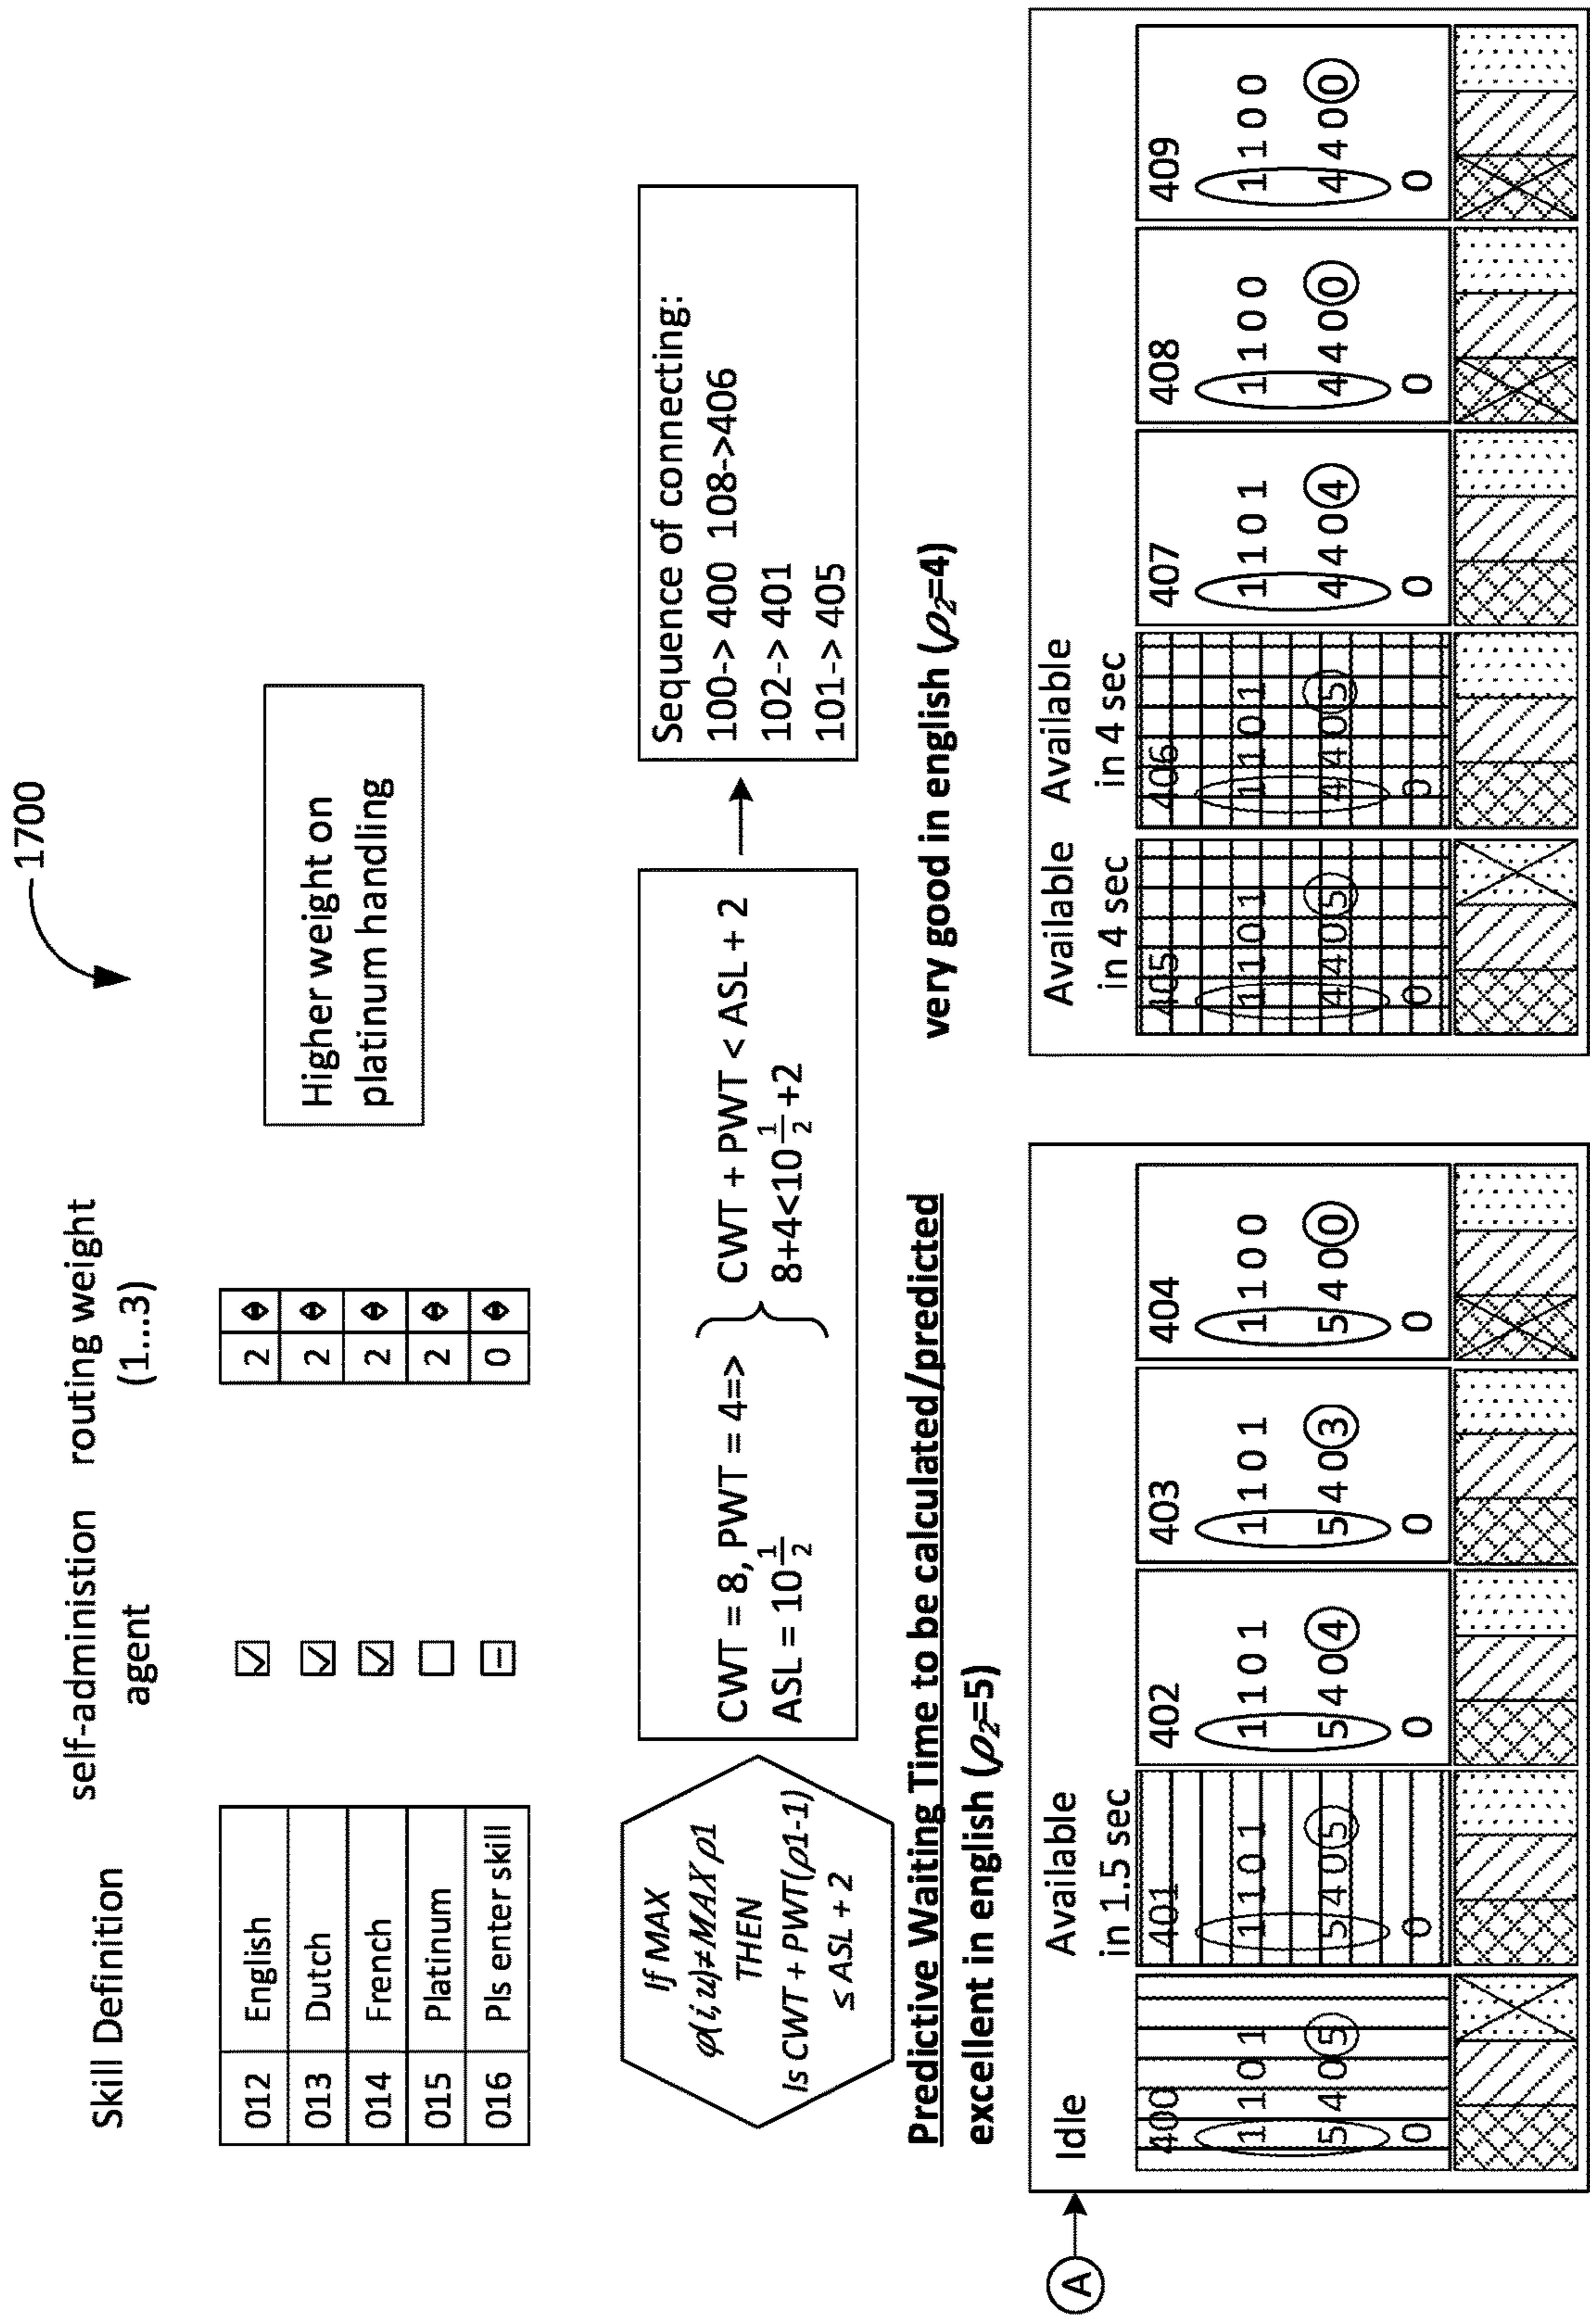 1700
Skill Definition
self-administion
agent
routing weight
(1...3)
012 English 2
013 Dutch 2
014 French 2
015 Platinum 2
016 Pls enter skill 0
Higher weight on
platinum handling
If MAX
φ(i,u)≠MAX ρ1
THEN
Is CWT + PWT(ρ1-1)
≤ ASL + 2
CWT = 8, PWT = 4=>
ASL = 10 1/2
CWT + PWT < ASL + 2
8+4<10 1/2 +2
Sequence of connecting:
100-> 400 108->406
102-> 401
101-> 405
Predictive Waiting Time to be calculated/predicted
excellent in english (ρ2=5)
very good in english (ρ2=4)
A
Idle
400
1 1 0 1
5 4 0 5
0
Available
in 1.5 sec
401
1 1 0 1
5 4 0 5
0
402
1 1 0 1
5 4 0 4
0
403
1 1 0 1
5 4 0 3
0
404
1 1 0 0
5 4 0 0
0
Available
in 4 sec
405
1 1 0 1
4 4 0 5
0
Available
in 4 sec
406
1 1 0 1
4 4 0 5
0
407
1 1 0 1
4 4 0 4
0
408
1 1 0 0
4 4 0 0
0
409
1 1 0 0
4 4 0 0
0